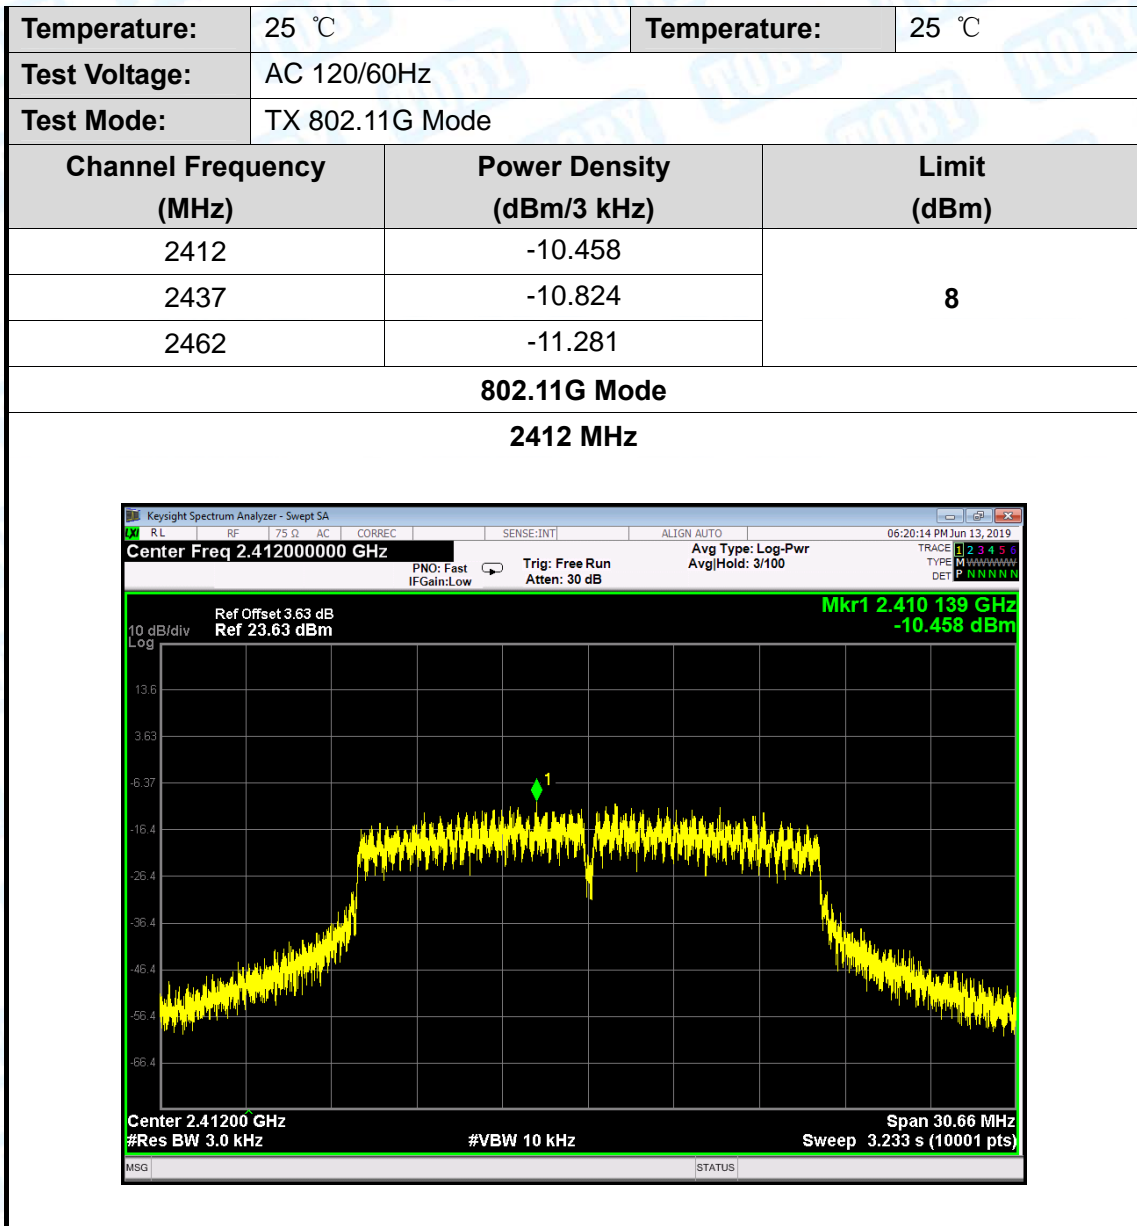 Temperature: 25 ℃ Temperature: 25 ℃
Test Voltage: AC 120/60Hz
Test Mode: TX 802.11G Mode
Channel Frequency (MHz) Power Density (dBm/3 kHz) Limit (dBm)
2412 -10.458
2437 -10.824 8
2462 -11.281
802.11G Mode
2412 MHz
Keysight Spectrum Analyzer - Swept SA
LXI RL RF 75 Ω AC CORREC SENSE:INT ALIGN AUTO 06:20:14 PM Jun 13, 2019
Center Freq 2.412000000 GHz Avg Type: Log-Pwr TRACE 1 2 3 4 5 6
PNO: Fast Trig: Free Run Avg|Hold: 3/100 TYPE M WWWWW
IFGain:Low Atten: 30 dB DET P N N N N N
Mkr1 2.410 139 GHz
Ref Offset 3.63 dB -10.458 dBm
10 dB/div Ref 23.63 dBm
Log
13.6
3.63
1
-6.37
-16.4
-26.4
-36.4
-46.4
-56.4
-66.4
Center 2.41200 GHz Span 30.66 MHz
#Res BW 3.0 kHz #VBW 10 kHz Sweep 3.233 s (10001 pts)
MSG STATUS
TOBY